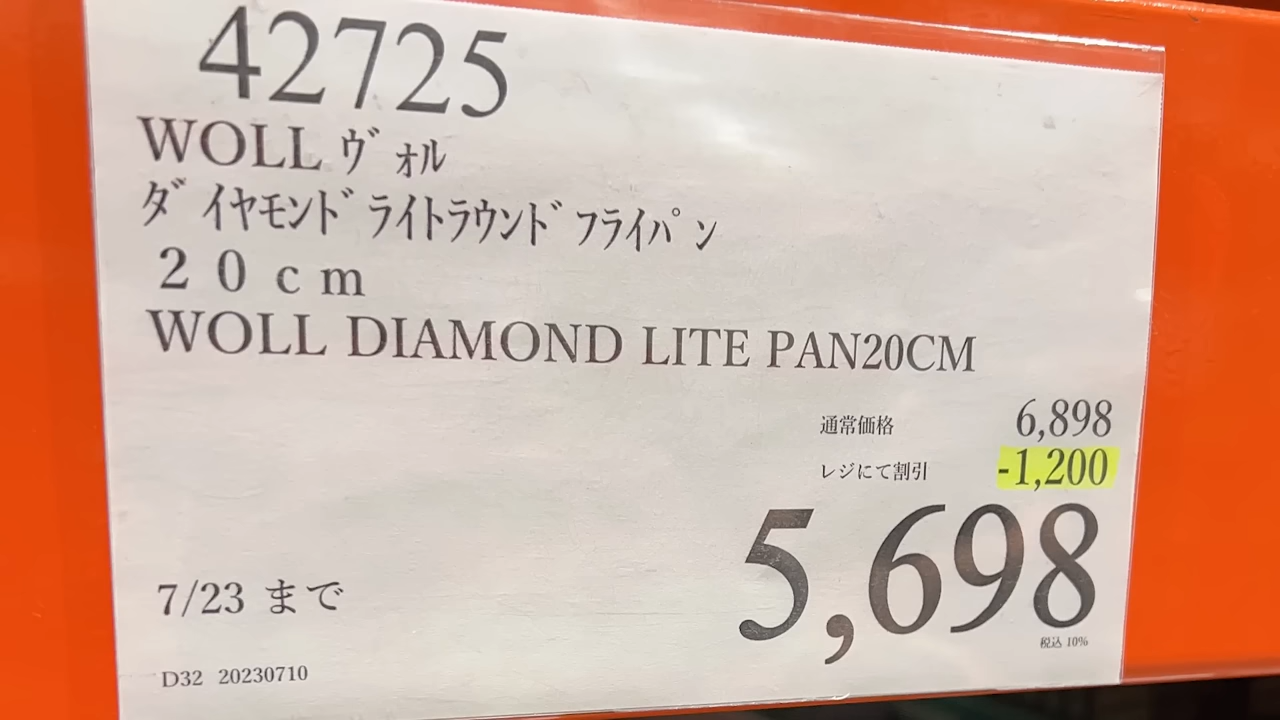 42725
WOLL ヴォル
ダイヤモンドライトラウンドフライパン
20cm
WOLL DIAMOND LITE PAN20CM
通常価格 6,898
レジにて割引 -1,200
5,698
税込 10%
7/23 まで
D32 20230710